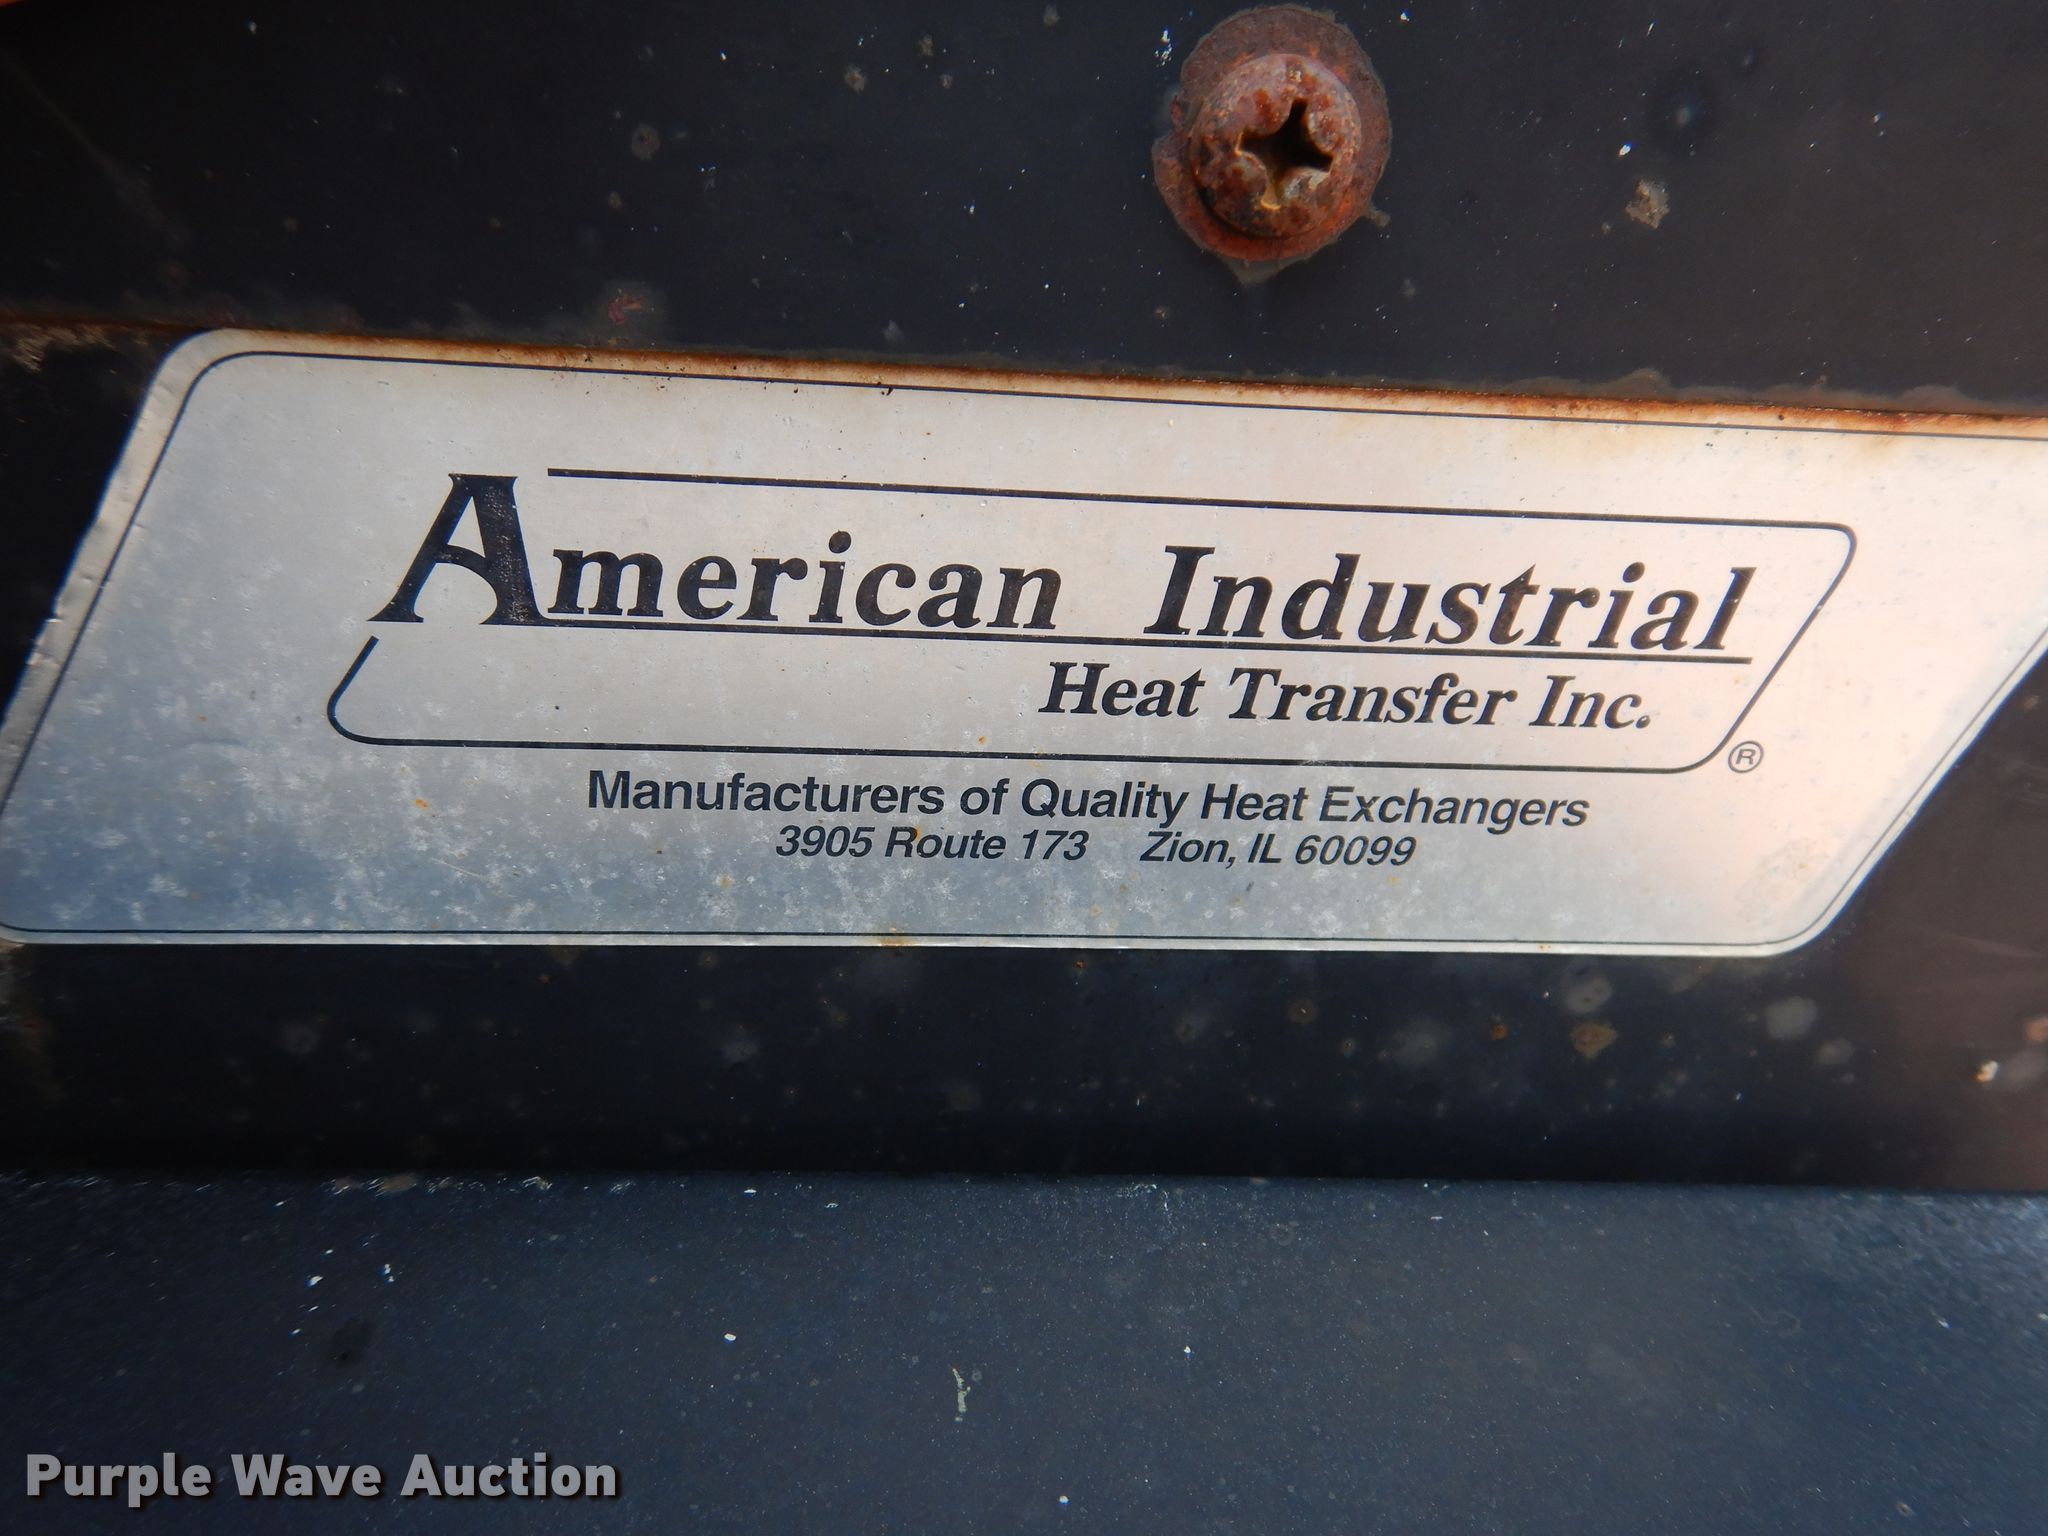 American Industrial
Heat Transfer Inc.
®
Manufacturers of Quality Heat Exchangers
3905 Route 173 Zion, IL 60099
Purple Wave Auction